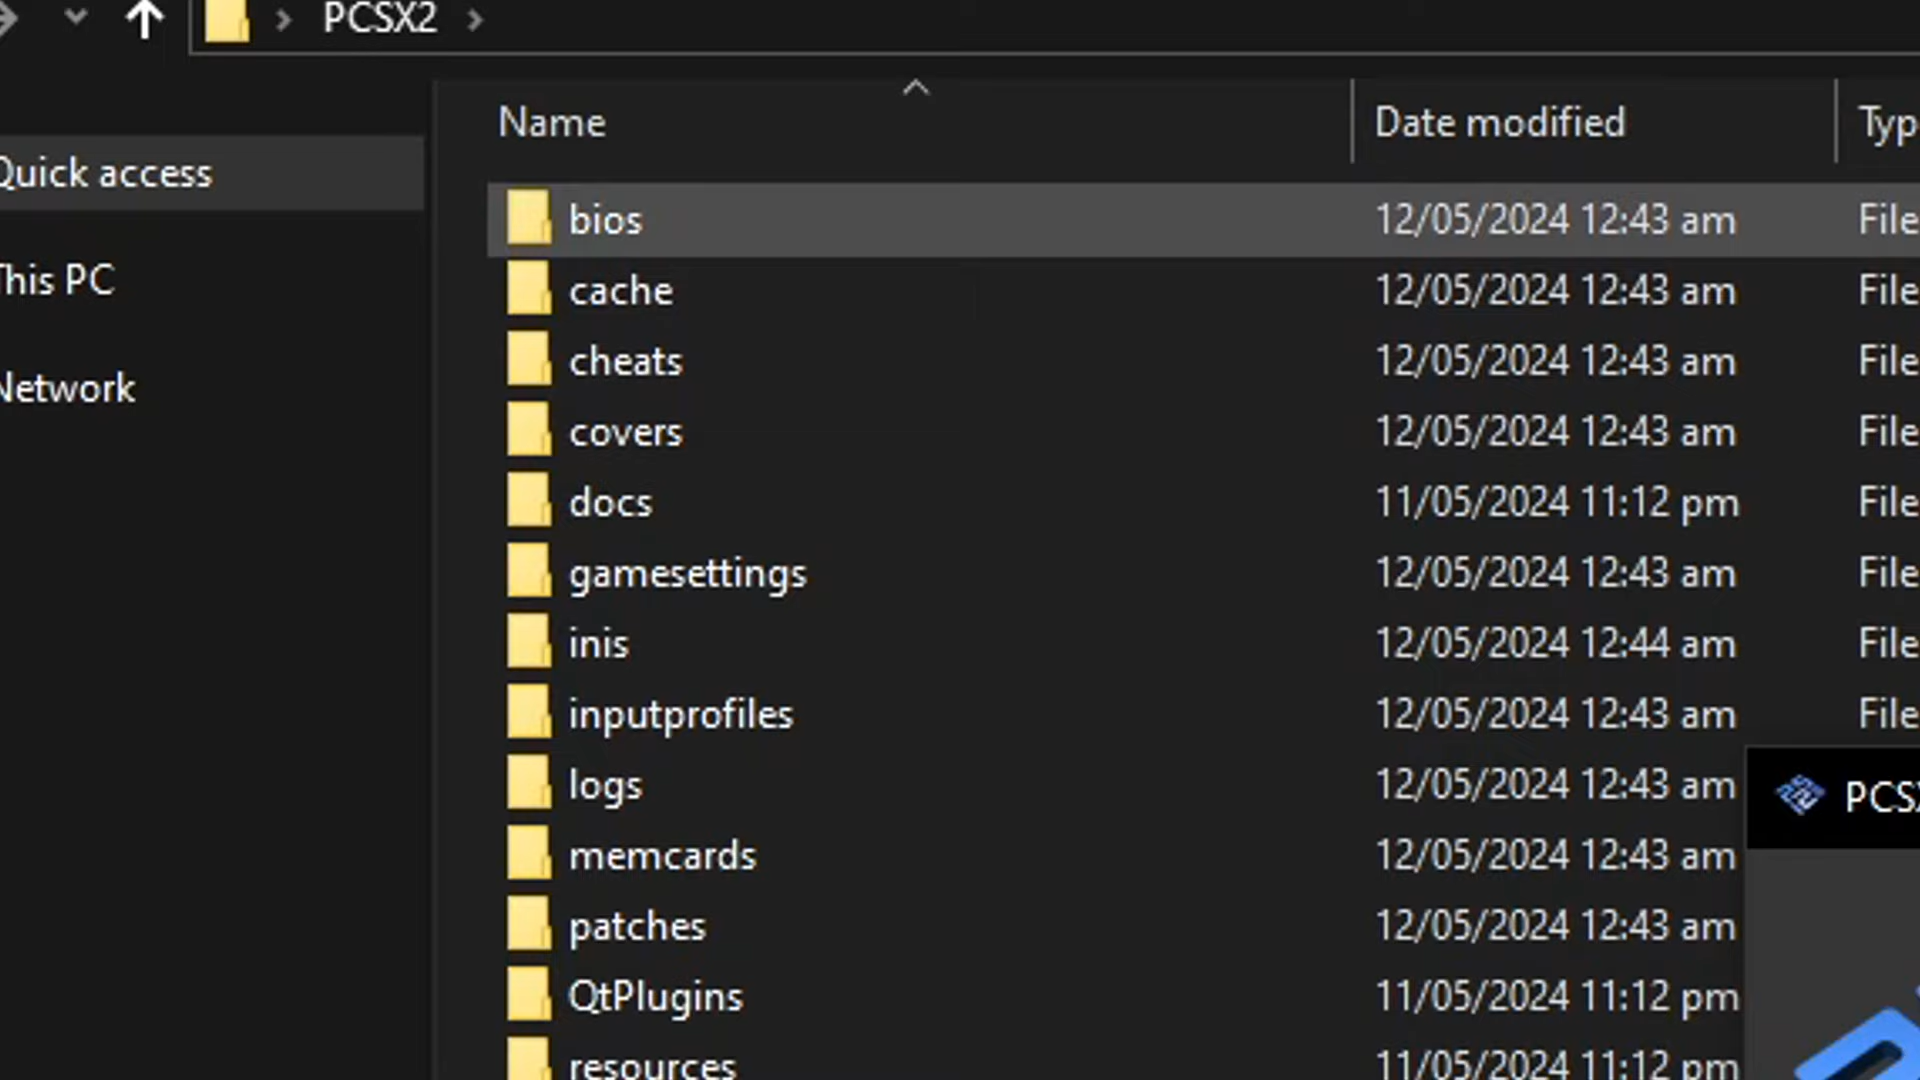 PCSX2
Name
Date modified
Typ
Quick access
This PC
Network
bios 12/05/2024 12:43 am File
cache 12/05/2024 12:43 am File
cheats 12/05/2024 12:43 am File
covers 12/05/2024 12:43 am File
docs 11/05/2024 11:12 pm File
gamesettings 12/05/2024 12:43 am File
inis 12/05/2024 12:44 am File
inputprofiles 12/05/2024 12:43 am File
logs 12/05/2024 12:43 am
memcards 12/05/2024 12:43 am
patches 12/05/2024 12:43 am
QtPlugins 11/05/2024 11:12 pm
resources 11/05/2024 11:12 pm
PCSX